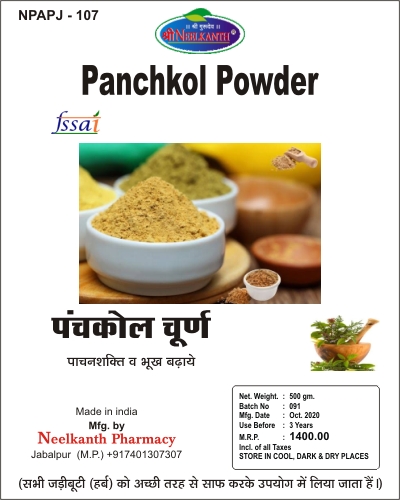 NPAPJ - 107
॥ श्री गुरुदेव ॥
श्री NEELKANTH
Panchkol Powder
fssai
पंचकोल चूर्ण
पाचनशक्ति व भूख बढ़ाये
Made in india
Mfg. by
Neelkanth Pharmacy
Jabalpur (M.P.) +917401307307
Net. Weight. : 500 gm.
Batch No : 091
Mfg. Date : Oct. 2020
Use Before : 3 Years
M.R.P. : 1400.00
Incl. of all Taxes
STORE IN COOL, DARK & DRY PLACES
(सभी जड़ीबूटी (हर्ब) को अच्छी तरह से साफ करके उपयोग में लिया जाता हैं।)